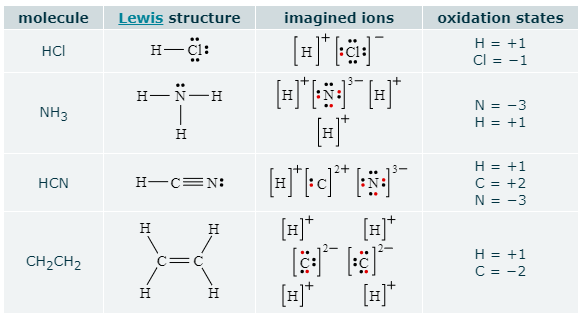 molecule Lewis structure imagined ions oxidation states
HCl H—Cl: [H]⁺ [:Cl:]⁻ H = +1
Cl = −1
NH₃ H—N—H [H]⁺ [:N:]³⁻ [H]⁺ N = −3
H [H]⁺ H = +1
HCN H—C≡N: [H]⁺ [:C]²⁺ [:N:]³⁻ H = +1
C = +2
N = −3
H H [H]⁺ [H]⁺
CH₂CH₂ C=C [C:]²⁻ [:C]²⁻ H = +1
C = −2
H H [H]⁺ [H]⁺